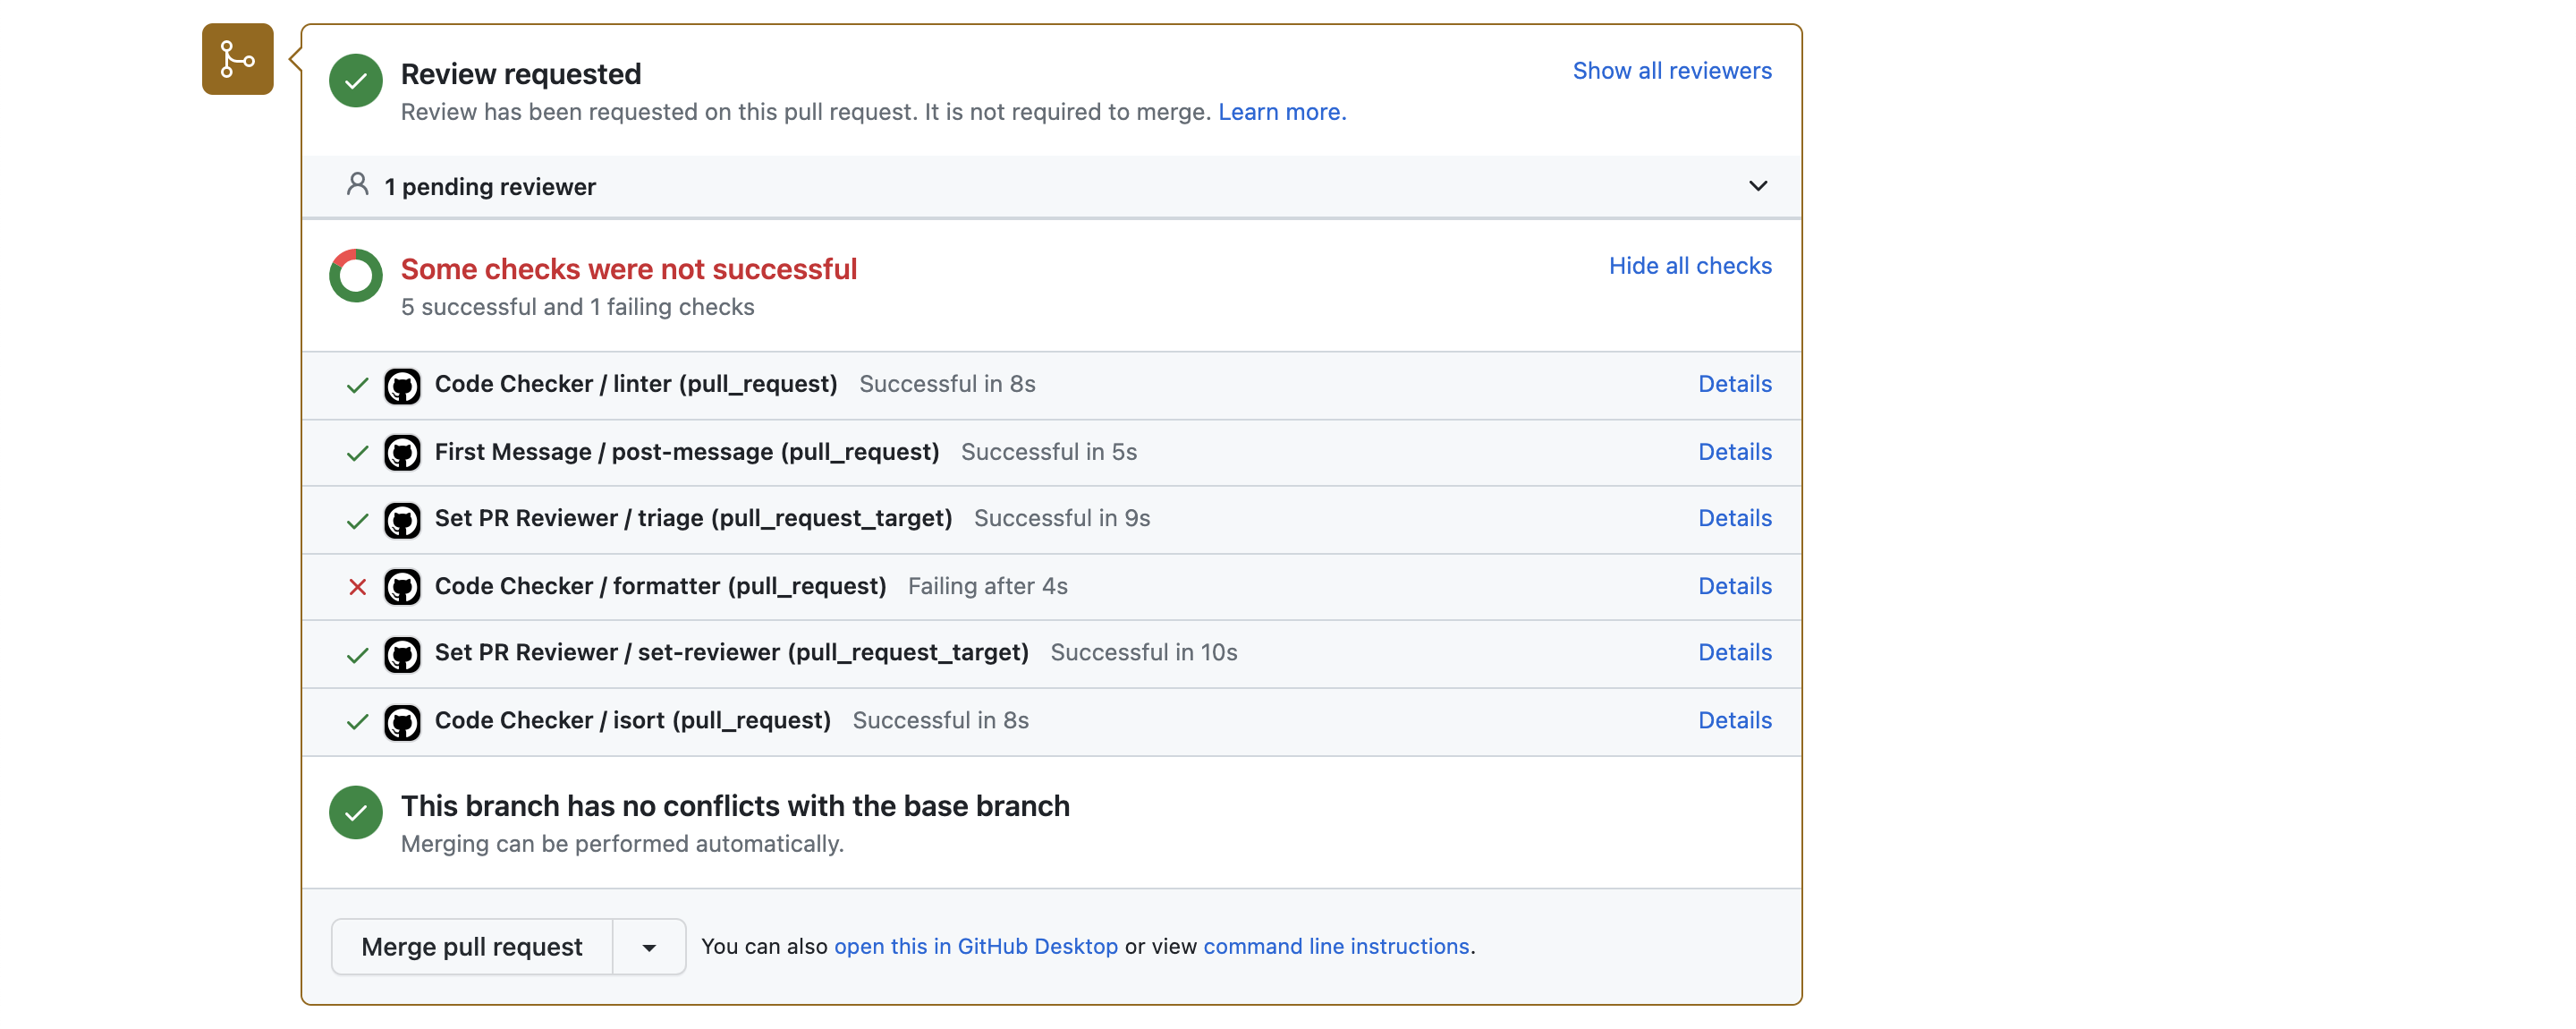 Review requested
Show all reviewers
Review has been requested on this pull request. It is not required to merge. Learn more.
1 pending reviewer
Some checks were not successful
Hide all checks
5 successful and 1 failing checks
Code Checker / linter (pull_request) Successful in 8s Details
First Message / post-message (pull_request) Successful in 5s Details
Set PR Reviewer / triage (pull_request_target) Successful in 9s Details
Code Checker / formatter (pull_request) Failing after 4s Details
Set PR Reviewer / set-reviewer (pull_request_target) Successful in 10s Details
Code Checker / isort (pull_request) Successful in 8s Details
This branch has no conflicts with the base branch
Merging can be performed automatically.
Merge pull request You can also open this in GitHub Desktop or view command line instructions.